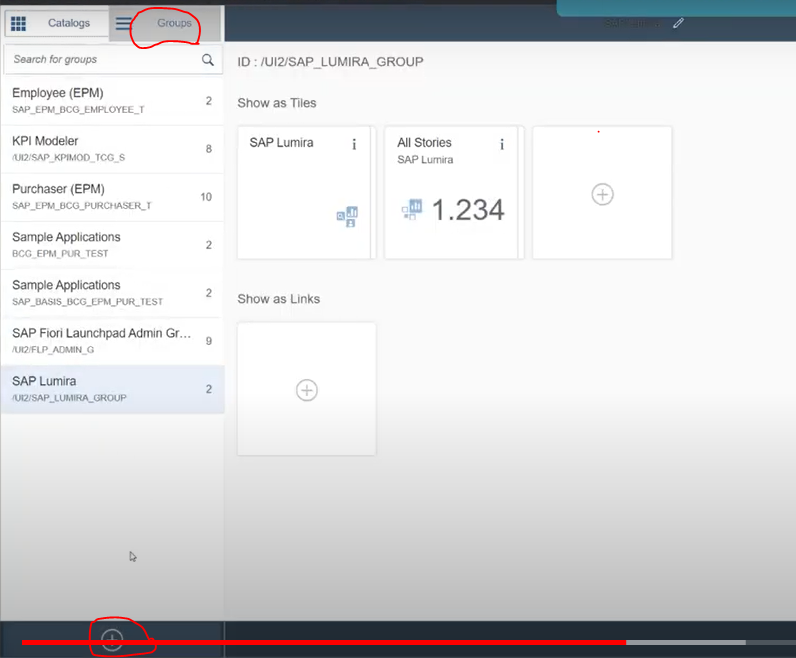 Catalogs
Groups
Search for groups
ID : /UI2/SAP_LUMIRA_GROUP
Employee (EPM)
SAP_EPM_BCG_EMPLOYEE_T
2
KPI Modeler
/UI2/SAP_KPIMOD_TCG_S
8
Purchaser (EPM)
SAP_EPM_BCG_PURCHASER_T
10
Sample Applications
BCG_EPM_PUR_TEST
2
Sample Applications
SAP_BASIS_BCG_EPM_PUR_TEST
2
SAP Fiori Launchpad Admin Gr...
/UI2/FLP_ADMIN_G
9
SAP Lumira
/UI2/SAP_LUMIRA_GROUP
2
Show as Tiles
SAP Lumira
i
All Stories
i
SAP Lumira
1.234
Show as Links